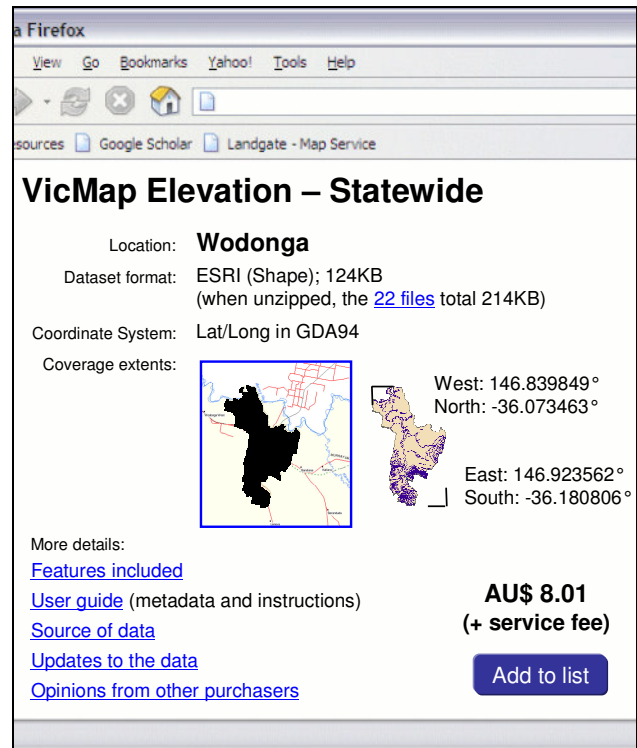 a Firefox
View Go Bookmarks Yahoo! Tools Help
sources Google Scholar Landgate - Map Service
VicMap Elevation – Statewide
Location: Wodonga
Dataset format: ESRI (Shape); 124KB
(when unzipped, the 22 files total 214KB)
Coordinate System: Lat/Long in GDA94
Coverage extents:
West: 146.839849°
North: -36.073463°
East: 146.923562°
South: -36.180806°
More details:
Features included
User guide (metadata and instructions)
Source of data
Updates to the data
Opinions from other purchasers
AU$ 8.01
(+ service fee)
Add to list